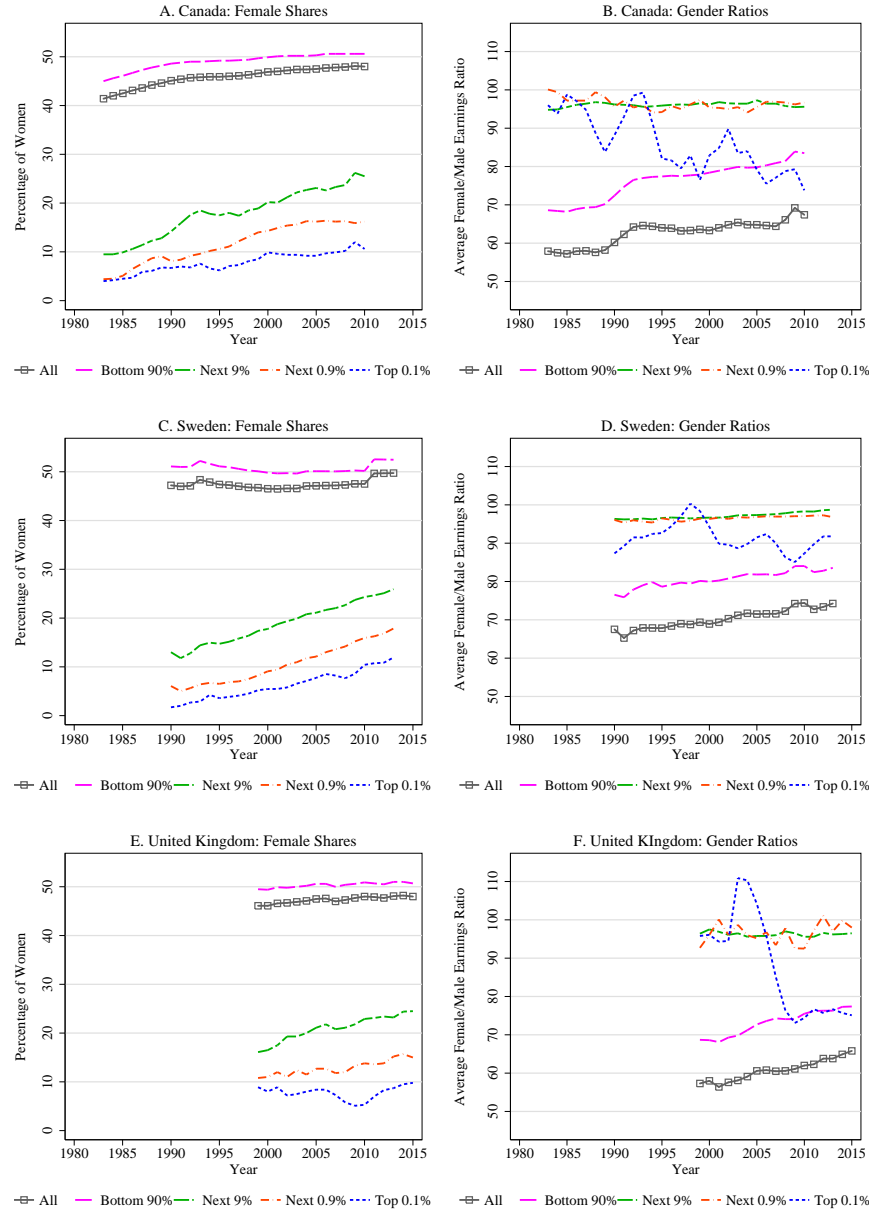 A. Canada: Female Shares
Percentage of Women
50
40
30
20
10
0
1980 1985 1990 1995 2000 2005 2010 2015
Year
All Bottom 90% Next 9% Next 0.9% Top 0.1%
B. Canada: Gender Ratios
Average Female/Male Earnings Ratio
110
100
90
80
70
60
50
1980 1985 1990 1995 2000 2005 2010 2015
Year
All Bottom 90% Next 9% Next 0.9% Top 0.1%
C. Sweden: Female Shares
Percentage of Women
50
40
30
20
10
0
1980 1985 1990 1995 2000 2005 2010 2015
Year
All Bottom 90% Next 9% Next 0.9% Top 0.1%
D. Sweden: Gender Ratios
Average Female/Male Earnings Ratio
110
100
90
80
70
60
50
1980 1985 1990 1995 2000 2005 2010 2015
Year
All Bottom 90% Next 9% Next 0.9% Top 0.1%
E. United Kingdom: Female Shares
Percentage of Women
50
40
30
20
10
0
1980 1985 1990 1995 2000 2005 2010 2015
Year
All Bottom 90% Next 9% Next 0.9% Top 0.1%
F. United KIngdom: Gender Ratios
Average Female/Male Earnings Ratio
110
100
90
80
70
60
50
1980 1985 1990 1995 2000 2005 2010 2015
Year
All Bottom 90% Next 9% Next 0.9% Top 0.1%